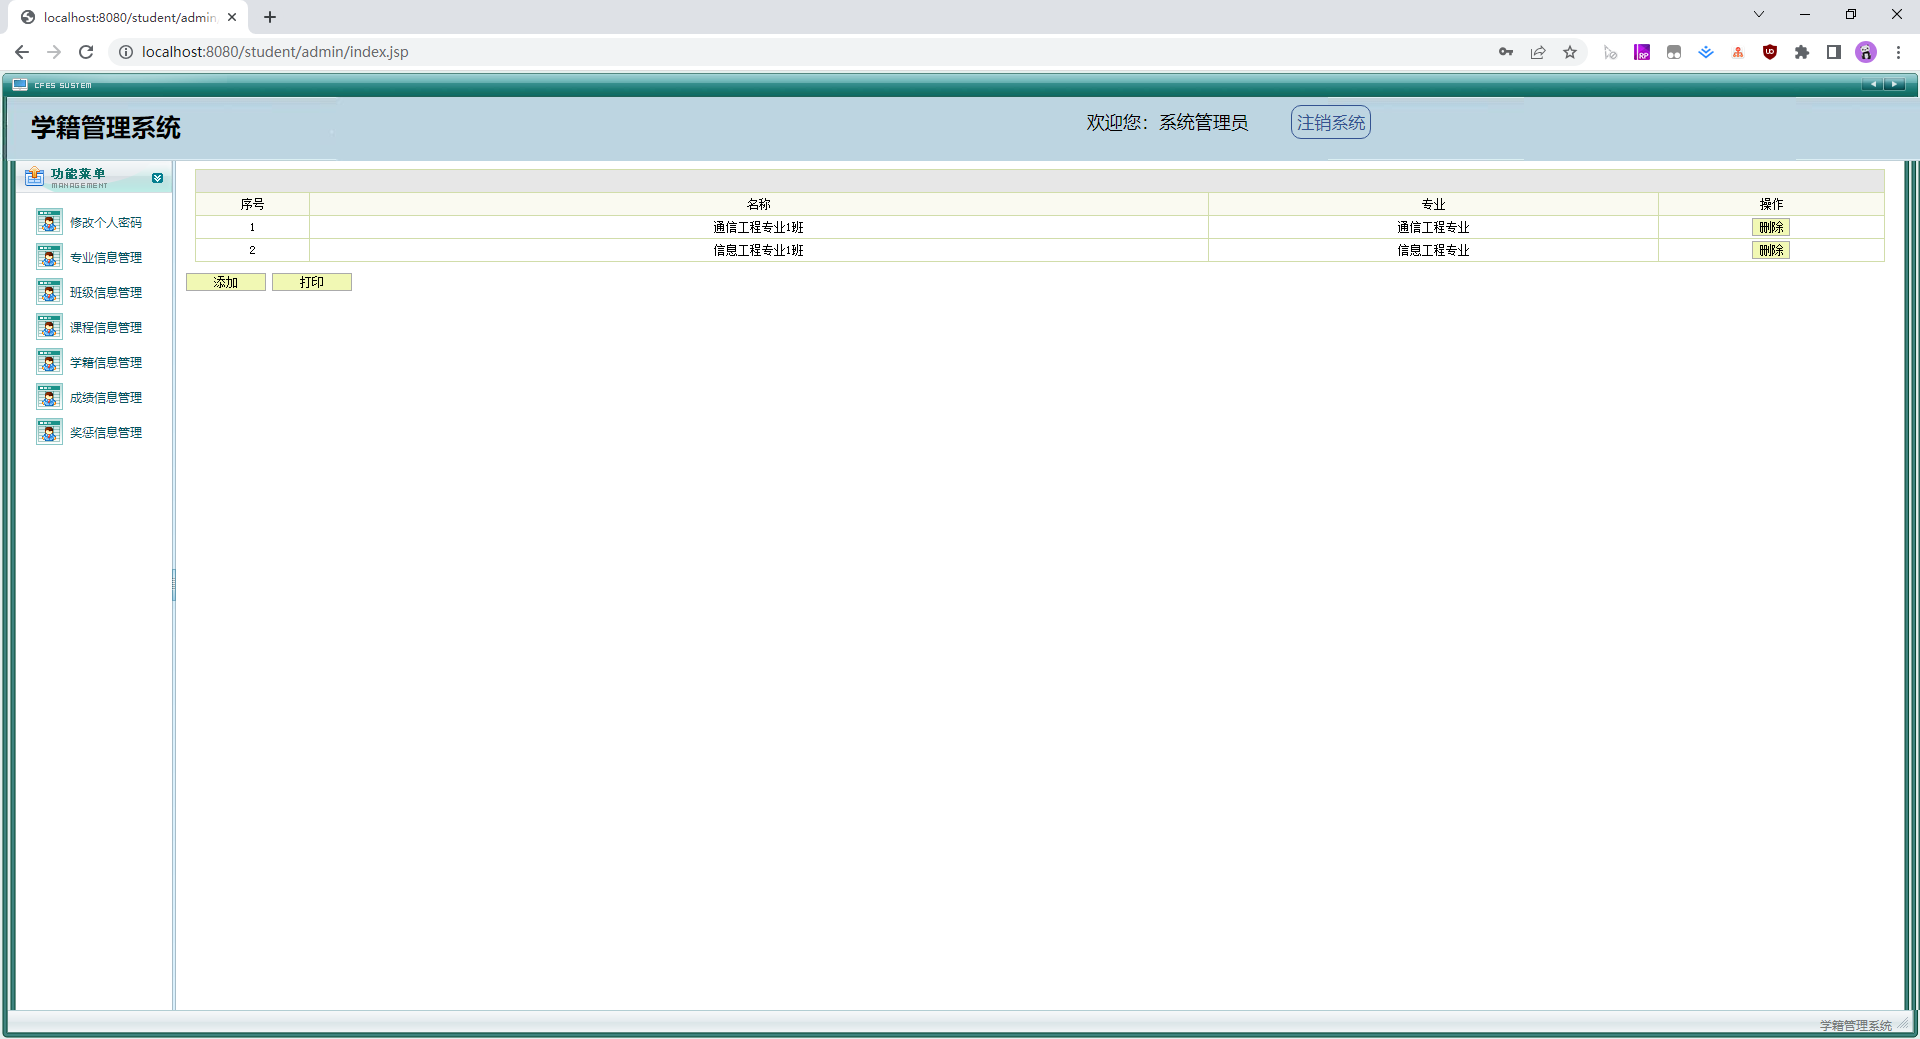 localhost:8080/student/admin
localhost:8080/student/admin/index.jsp
CFES SUSTEM
学籍管理系统
欢迎您：系统管理员
注销系统
功能菜单
MANAGEMENT
修改个人密码
专业信息管理
班级信息管理
课程信息管理
学籍信息管理
成绩信息管理
奖惩信息管理
序号 名称 专业 操作
1 通信工程专业1班 通信工程专业 删除
2 信息工程专业1班 信息工程专业 删除
添加 打印
学籍管理系统